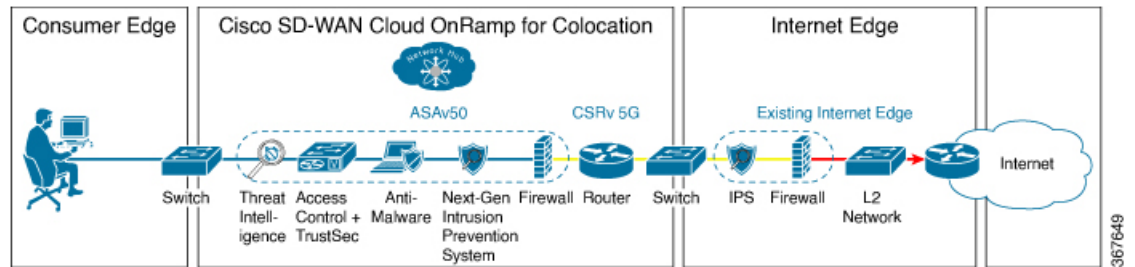 Consumer Edge
Cisco SD-WAN Cloud OnRamp for Colocation
Internet Edge
Network Hub
ASAv50
CSRv 5G
Existing Internet Edge
Internet
Switch
Threat
Intell-
igence
Access
Control +
TrustSec
Anti-
Malware
Next-Gen
Intrusion
Prevention
System
Firewall
Router
Switch
IPS
Firewall
L2
Network
367649